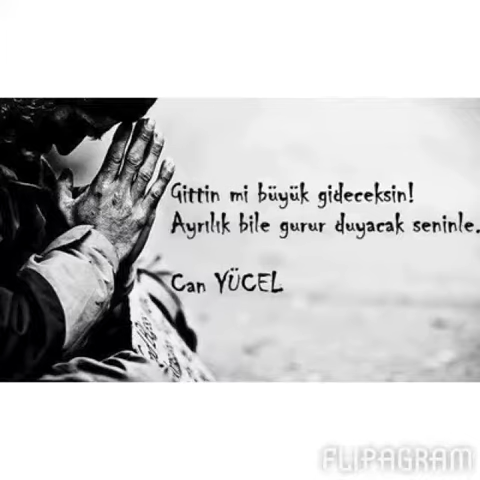 Gittin mi büyük gideceksin!
Ayrılık bile gurur duyacak seninle.
Can YÜCEL
FLIPAGRAM